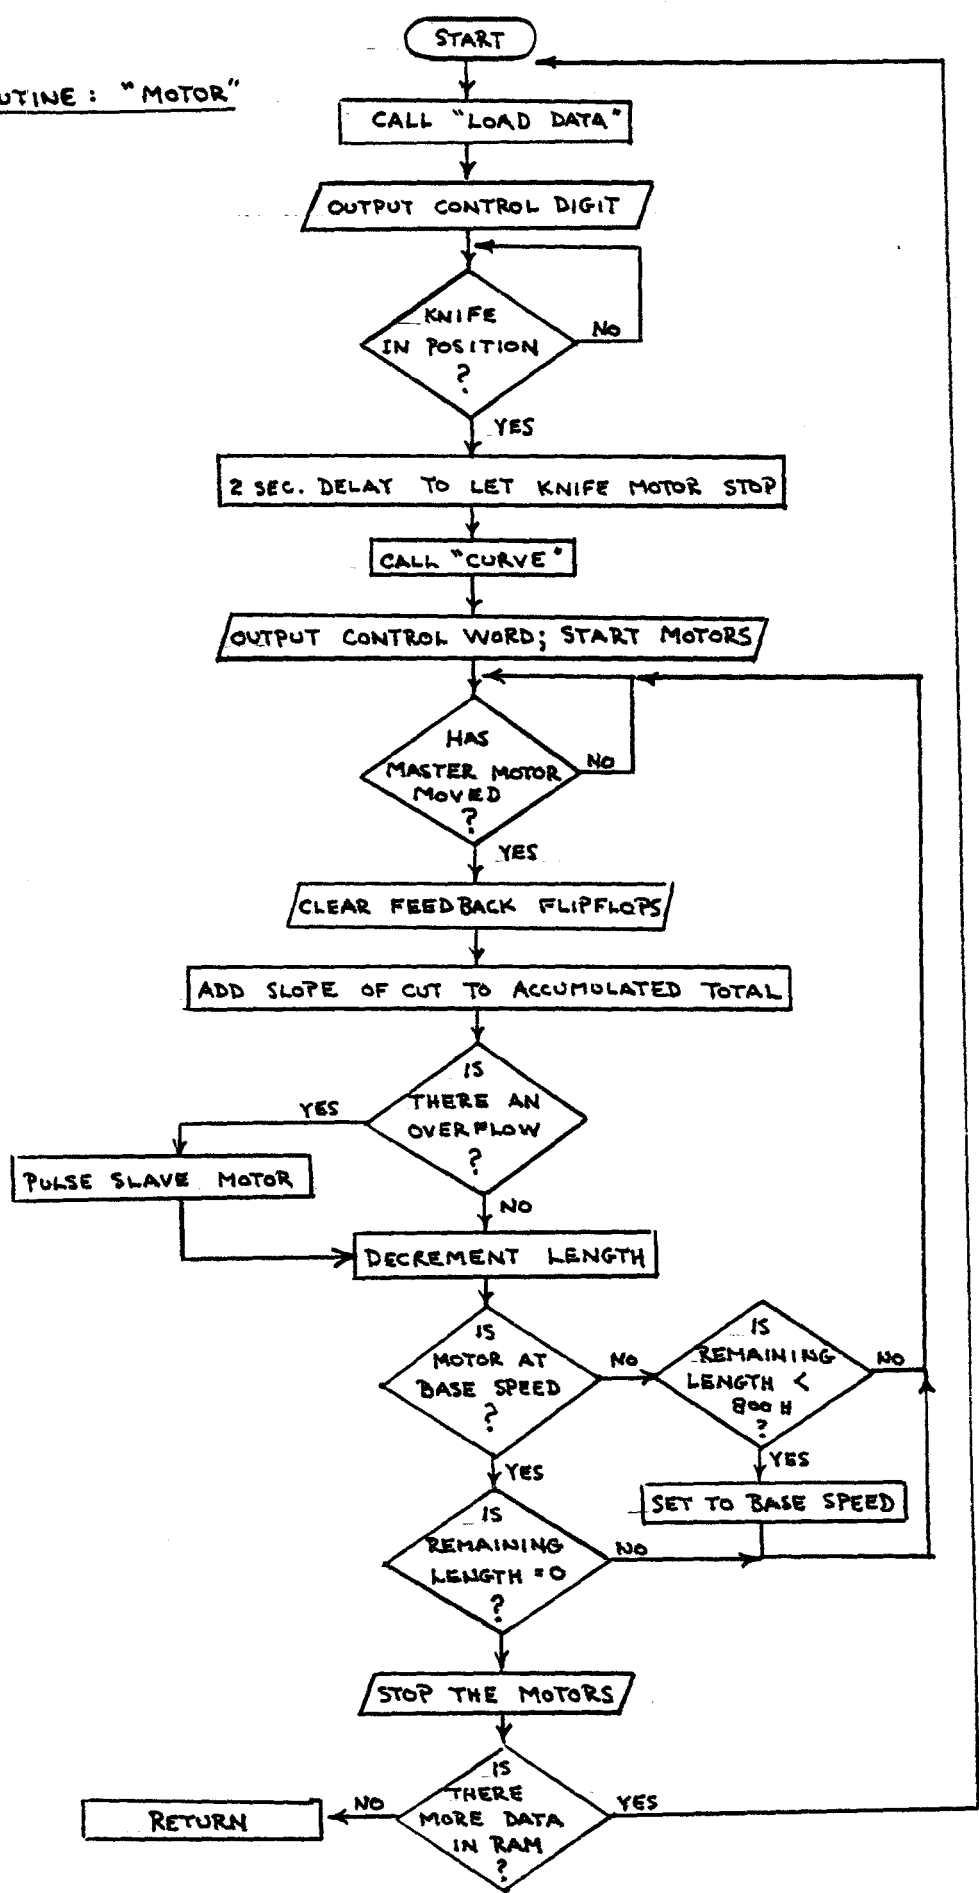 START
UTINE: "MOTOR"
CALL "LOAD DATA"
OUTPUT CONTROL DIGIT
KNIFE
IN POSITION
?
NO
YES
2 SEC. DELAY TO LET KNIFE MOTOR STOP
CALL "CURVE"
OUTPUT CONTROL WORD; START MOTORS
HAS
MASTER MOTOR
MOVED
?
NO
YES
CLEAR FEEDBACK FLIPFLOPS
ADD SLOPE OF CUT TO ACCUMULATED TOTAL
IS
THERE AN
OVERFLOW
?
YES
PULSE SLAVE MOTOR
NO
DECREMENT LENGTH
IS
MOTOR AT
BASE SPEED
?
NO
IS
REMAINING
LENGTH <
800 H
?
NO
YES
YES
SET TO BASE SPEED
IS
REMAINING
LENGTH = 0
?
NO
STOP THE MOTORS
IS
THERE
MORE DATA
IN RAM
?
NO
YES
RETURN